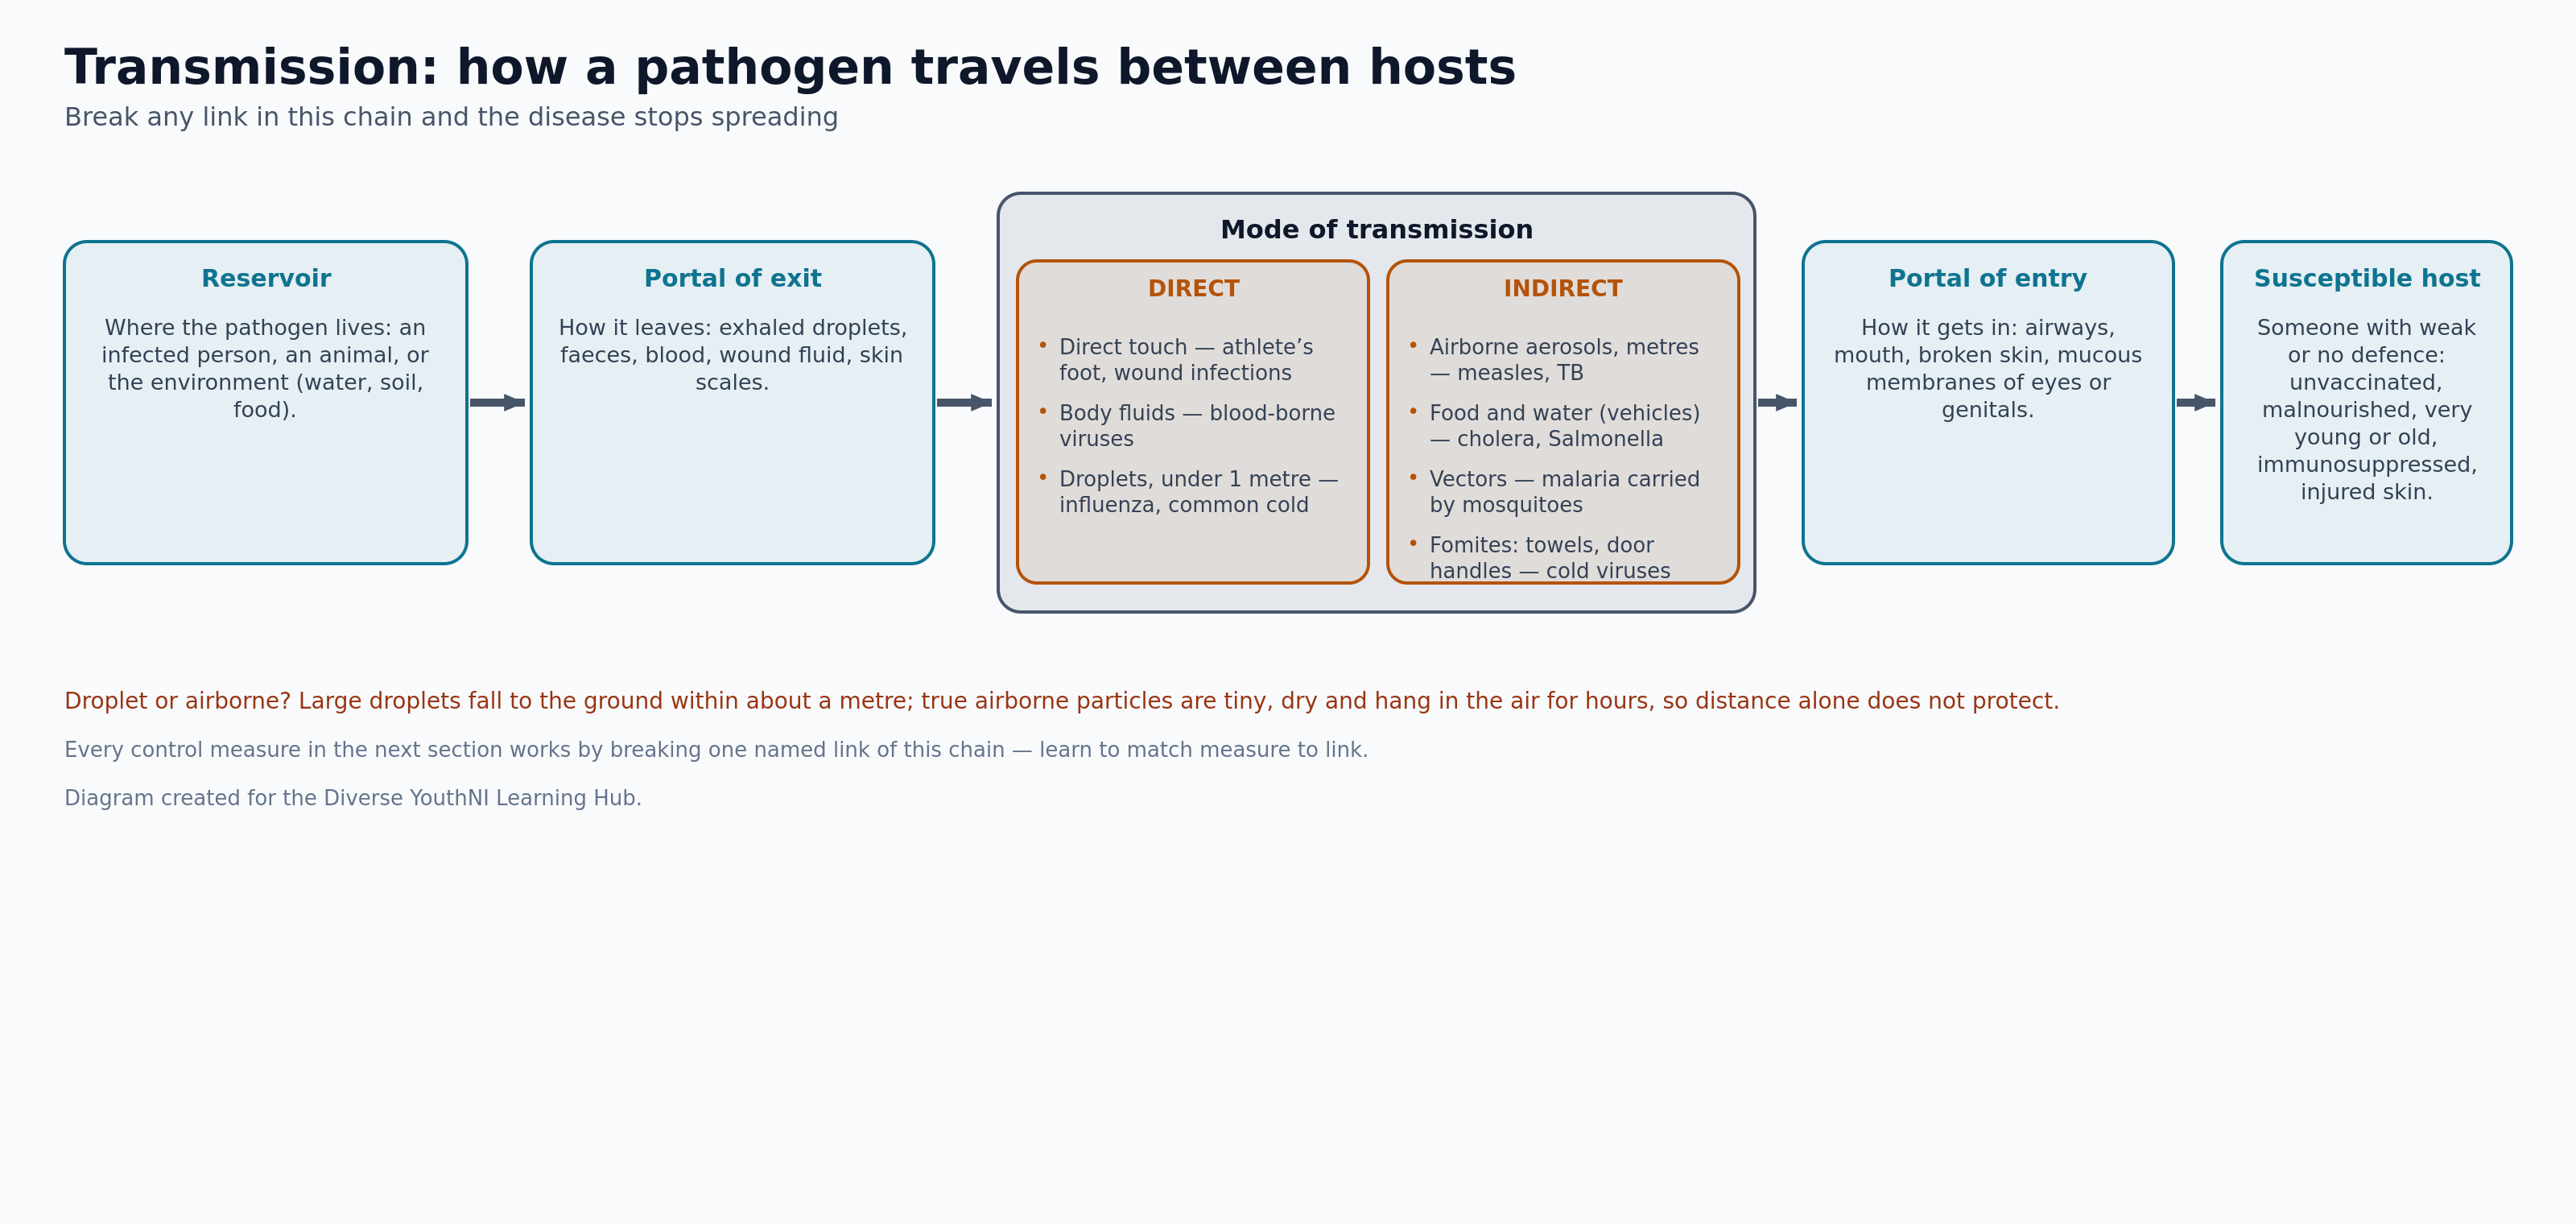 Transmission: how a pathogen travels between hosts
Break any link in this chain and the disease stops spreading
Reservoir
Where the pathogen lives: an
infected person, an animal, or
the environment (water, soil,
food).
Portal of exit
How it leaves: exhaled droplets,
faeces, blood, wound fluid, skin
scales.
Mode of transmission
DIRECT
• Direct touch — athlete’s
foot, wound infections
• Body fluids — blood-borne
viruses
• Droplets, under 1 metre —
influenza, common cold
INDIRECT
• Airborne aerosols, metres
— measles, TB
• Food and water (vehicles)
— cholera, Salmonella
• Vectors — malaria carried
by mosquitoes
• Fomites: towels, door
handles — cold viruses
Portal of entry
How it gets in: airways,
mouth, broken skin, mucous
membranes of eyes or
genitals.
Susceptible host
Someone with weak
or no defence:
unvaccinated,
malnourished, very
young or old,
immunosuppressed,
injured skin.
Droplet or airborne? Large droplets fall to the ground within about a metre; true airborne particles are tiny, dry and hang in the air for hours, so distance alone does not protect.
Every control measure in the next section works by breaking one named link of this chain — learn to match measure to link.
Diagram created for the Diverse YouthNI Learning Hub.